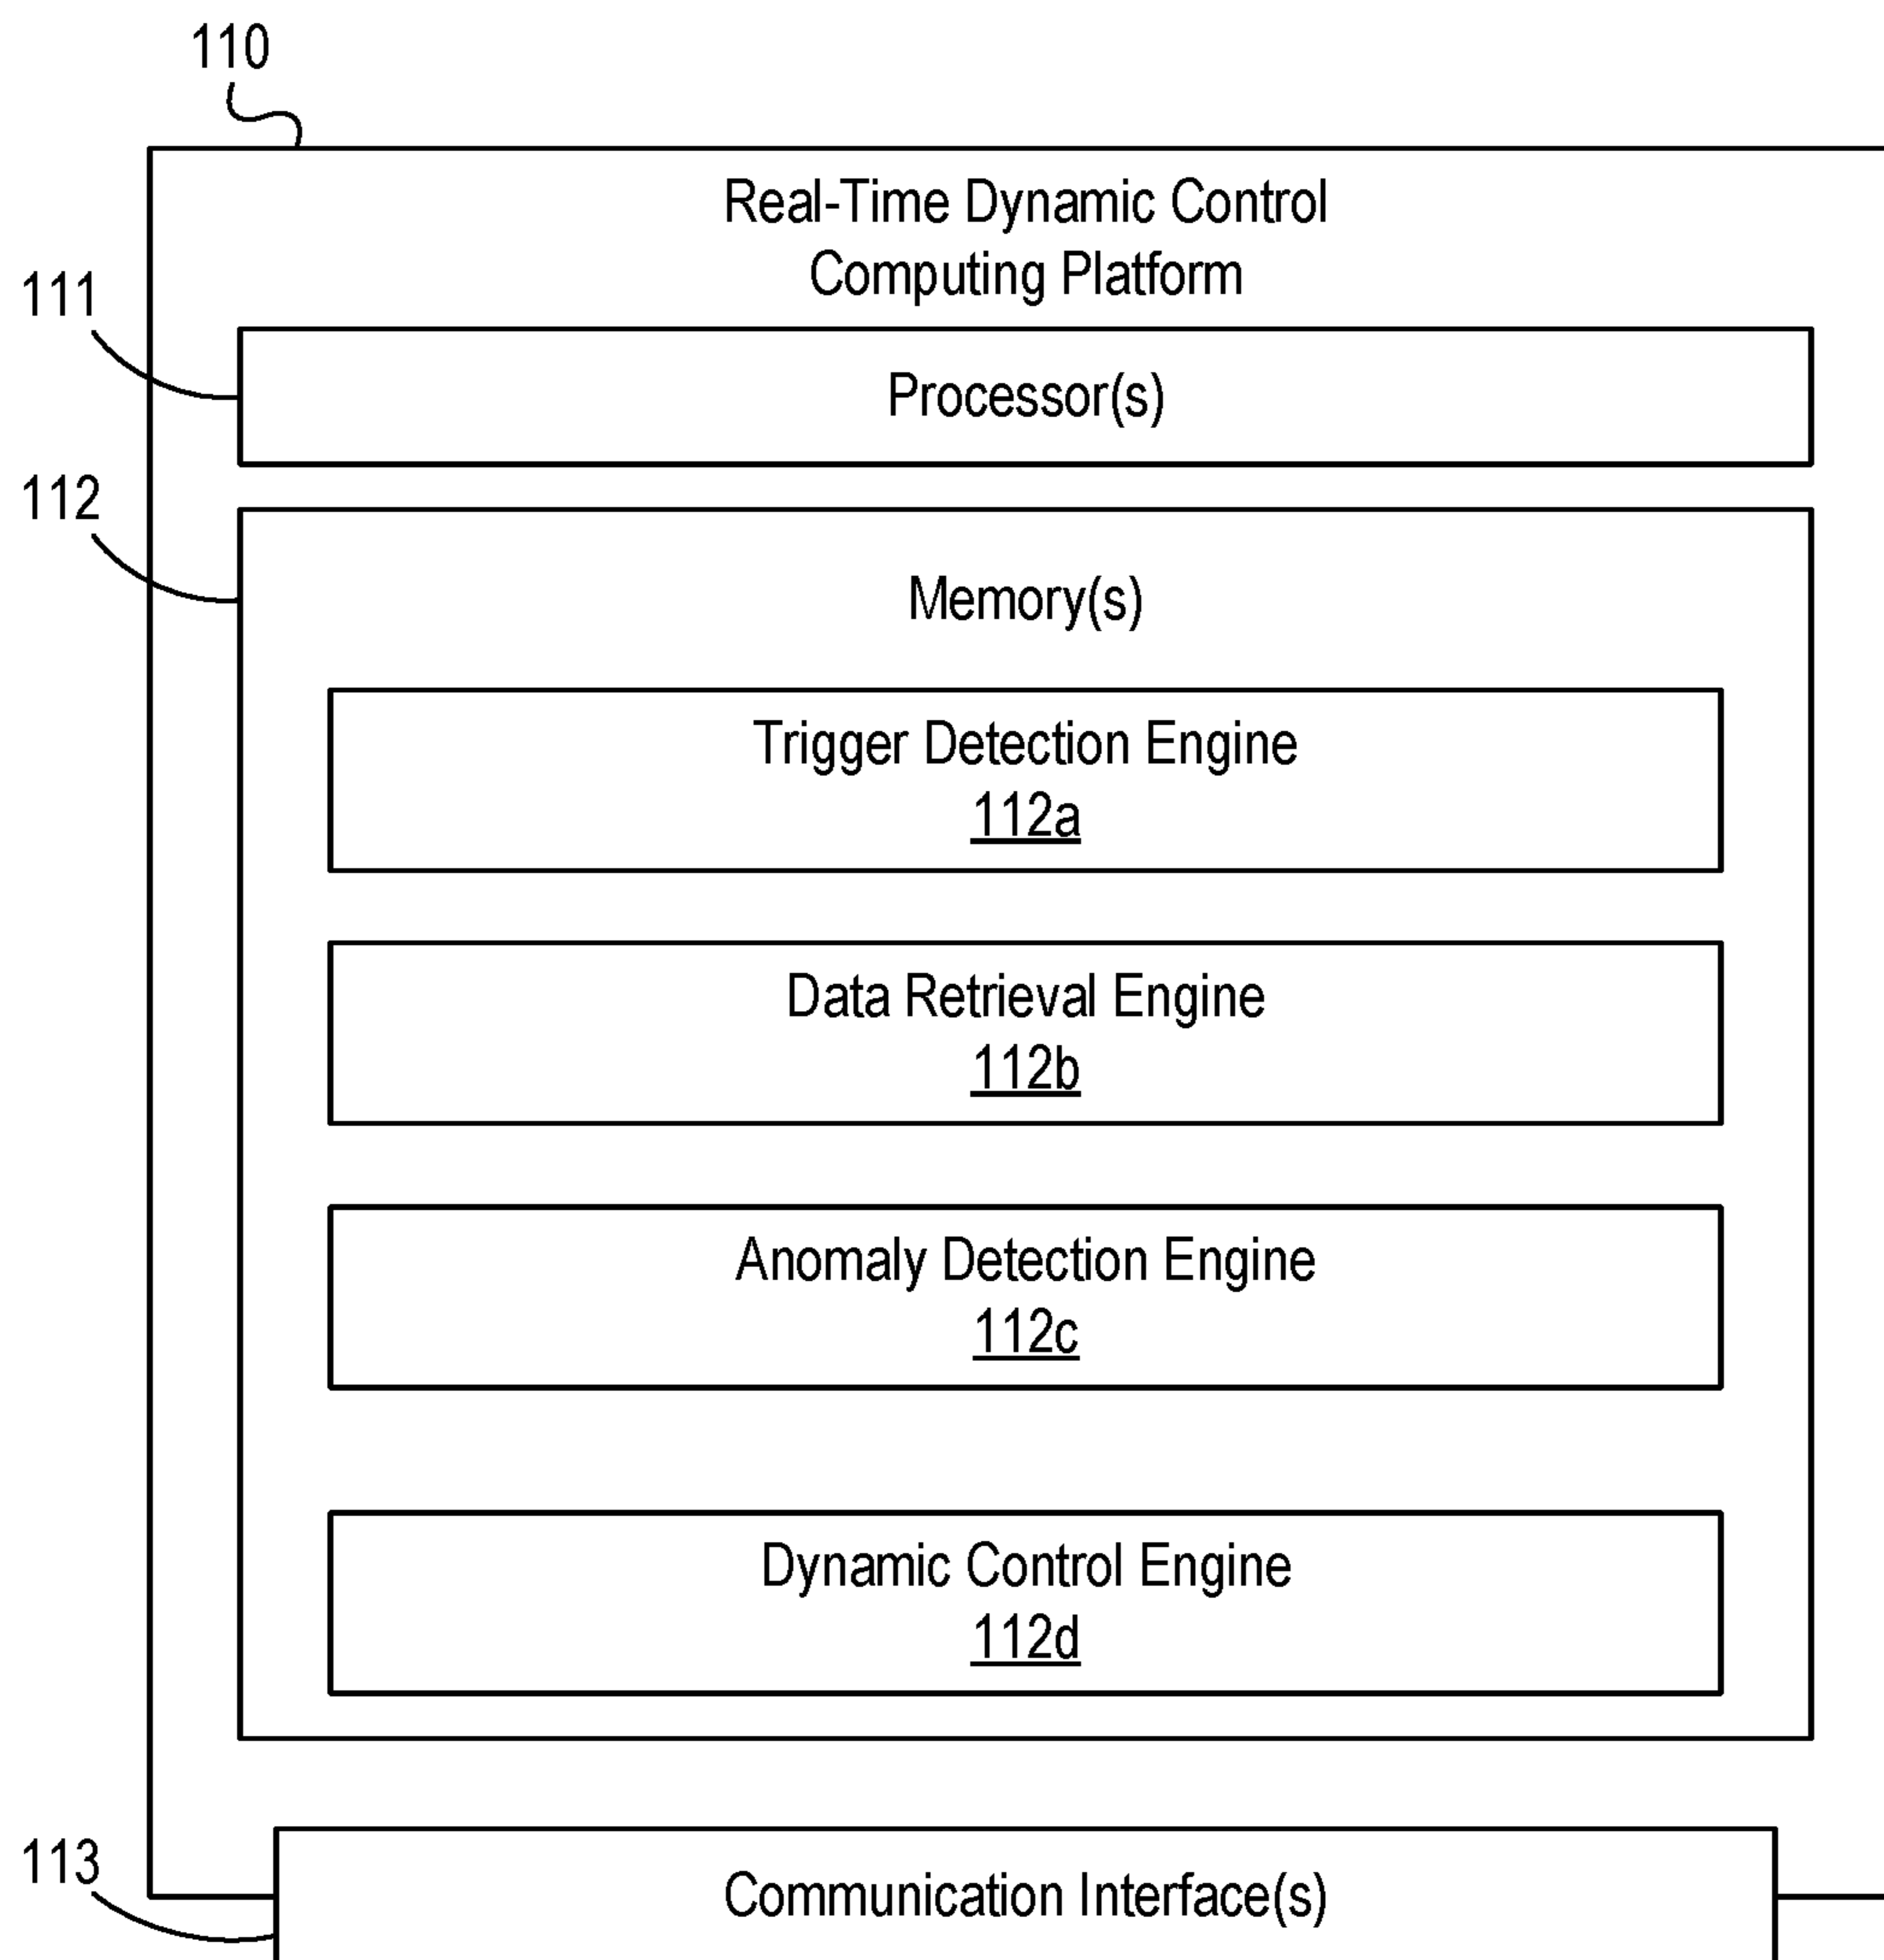 110
Real-Time Dynamic Control
Computing Platform
111
Processor(s)
112
Memory(s)
Trigger Detection Engine
112a
Data Retrieval Engine
112b
Anomaly Detection Engine
112c
Dynamic Control Engine
112d
113
Communication Interface(s)